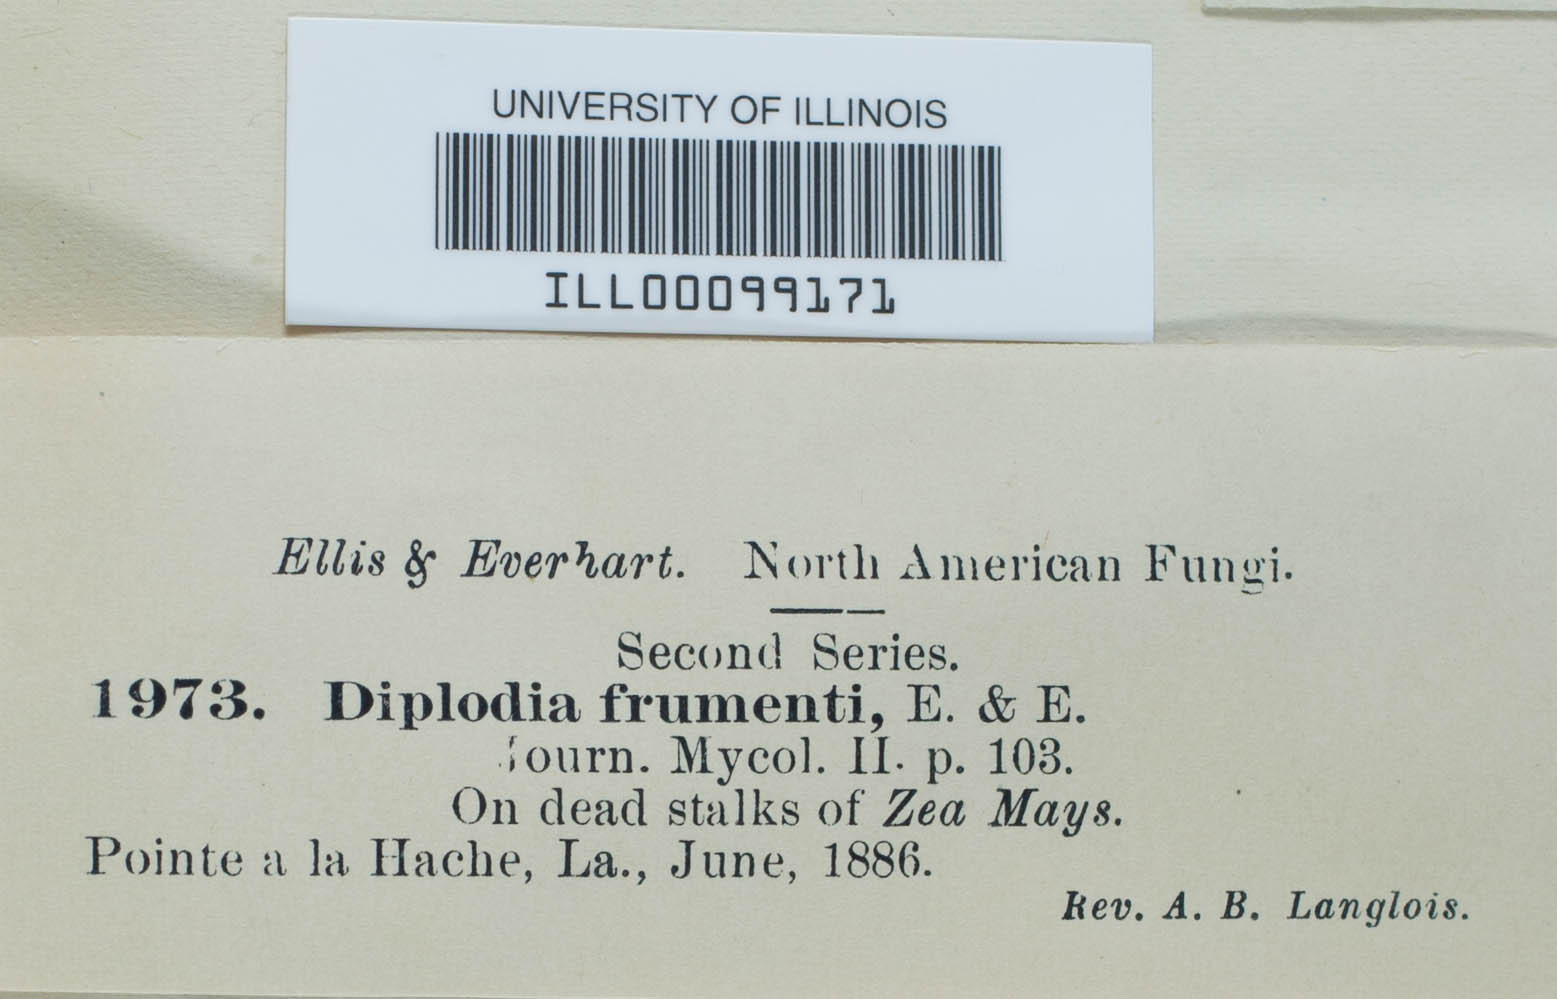 UNIVERSITY OF ILLINOIS
ILL00099171
Ellis & Everhart. North American Fungi.
Second Series.
1973. Diplodia frumenti, E. & E.
Journ. Mycol. II. p. 103.
On dead stalks of Zea Mays.
Pointe a la Hache, La., June, 1886.
Rev. A. B. Langlois.